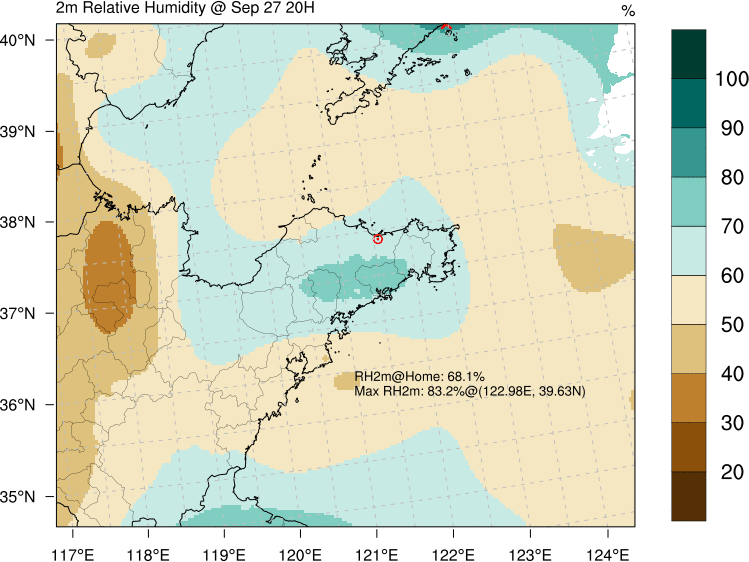 2m Relative Humidity @ Sep 27 20H
%
40°N
39°N
38°N
37°N
36°N
35°N
117°E
118°E
119°E
120°E
121°E
122°E
123°E
124°E
RH2m@Home: 68.1%
Max RH2m: 83.2%@(122.98E, 39.63N)
100
90
80
70
60
50
40
30
20